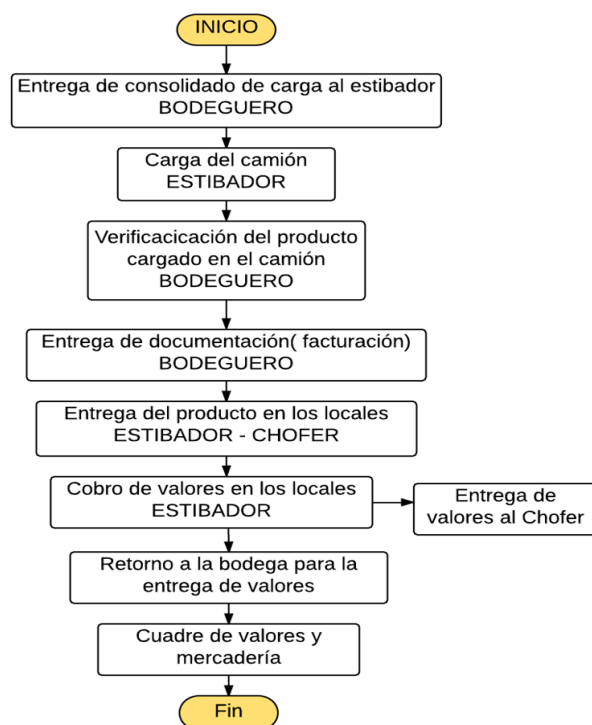 INICIO
Entrega de consolidado de carga al estibador
BODEGUERO
Carga del camión
ESTIBADOR
Verificacicación del producto
cargado en el camión
BODEGUERO
Entrega de documentación( facturación)
BODEGUERO
Entrega del producto en los locales
ESTIBADOR - CHOFER
Cobro de valores en los locales
ESTIBADOR
Entrega de
valores al Chofer
Retorno a la bodega para la
entrega de valores
Cuadre de valores y
mercadería
Fin